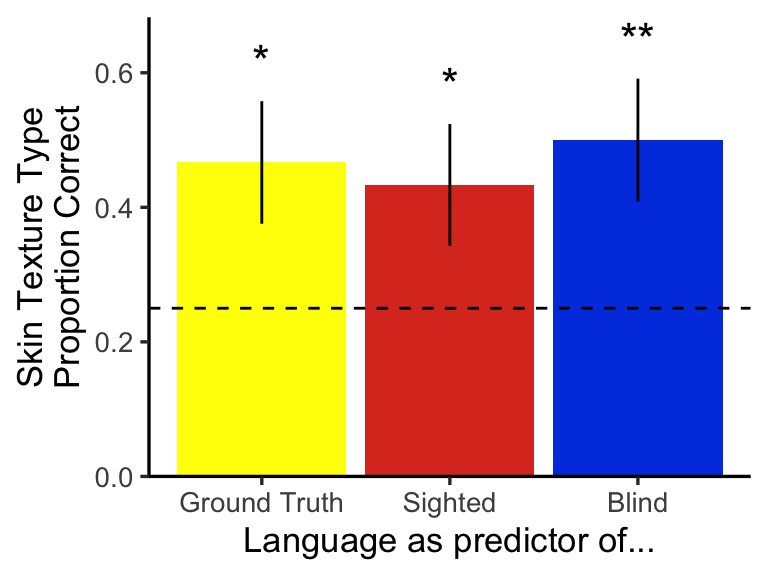 Skin Texture Type
Proportion Correct
*
*
**
0.6
0.4
0.2
0.0
Ground Truth
Sighted
Blind
Language as predictor of...